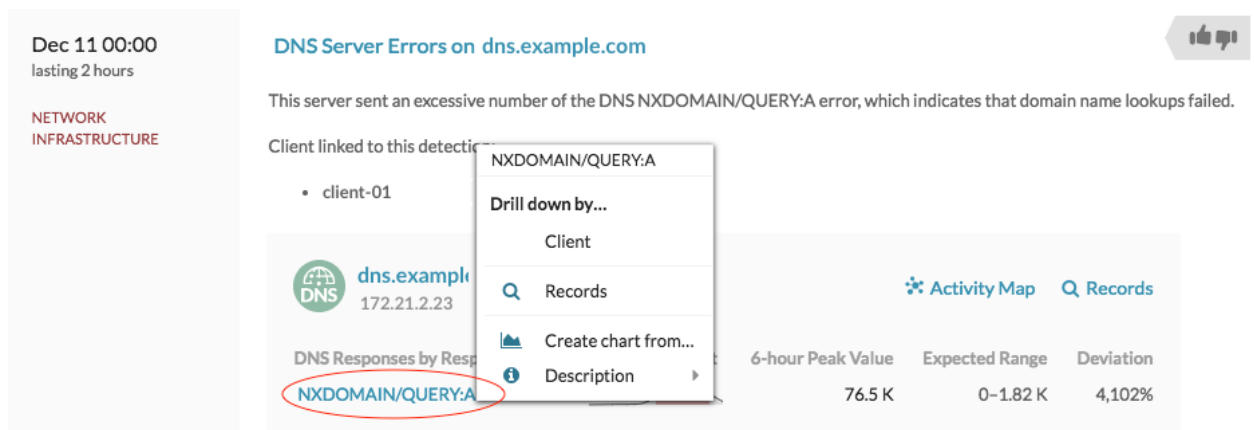 Dec 11 00:00
lasting 2 hours
NETWORK
INFRASTRUCTURE
DNS Server Errors on dns.example.com
This server sent an excessive number of the DNS NXDOMAIN/QUERY:A error, which indicates that domain name lookups failed.
Client linked to this
• client-01
NXDOMAIN/QUERY:A
Drill down by...
Client
Records
Create chart from...
Description
DNS
172.21.2.23
Activity Map
Records
DNS Responses by
6-hour Peak Value
Expected Range
Deviation
NXDOMAIN/QUERY:A
76.5 K
0–1.82 K
4,102%